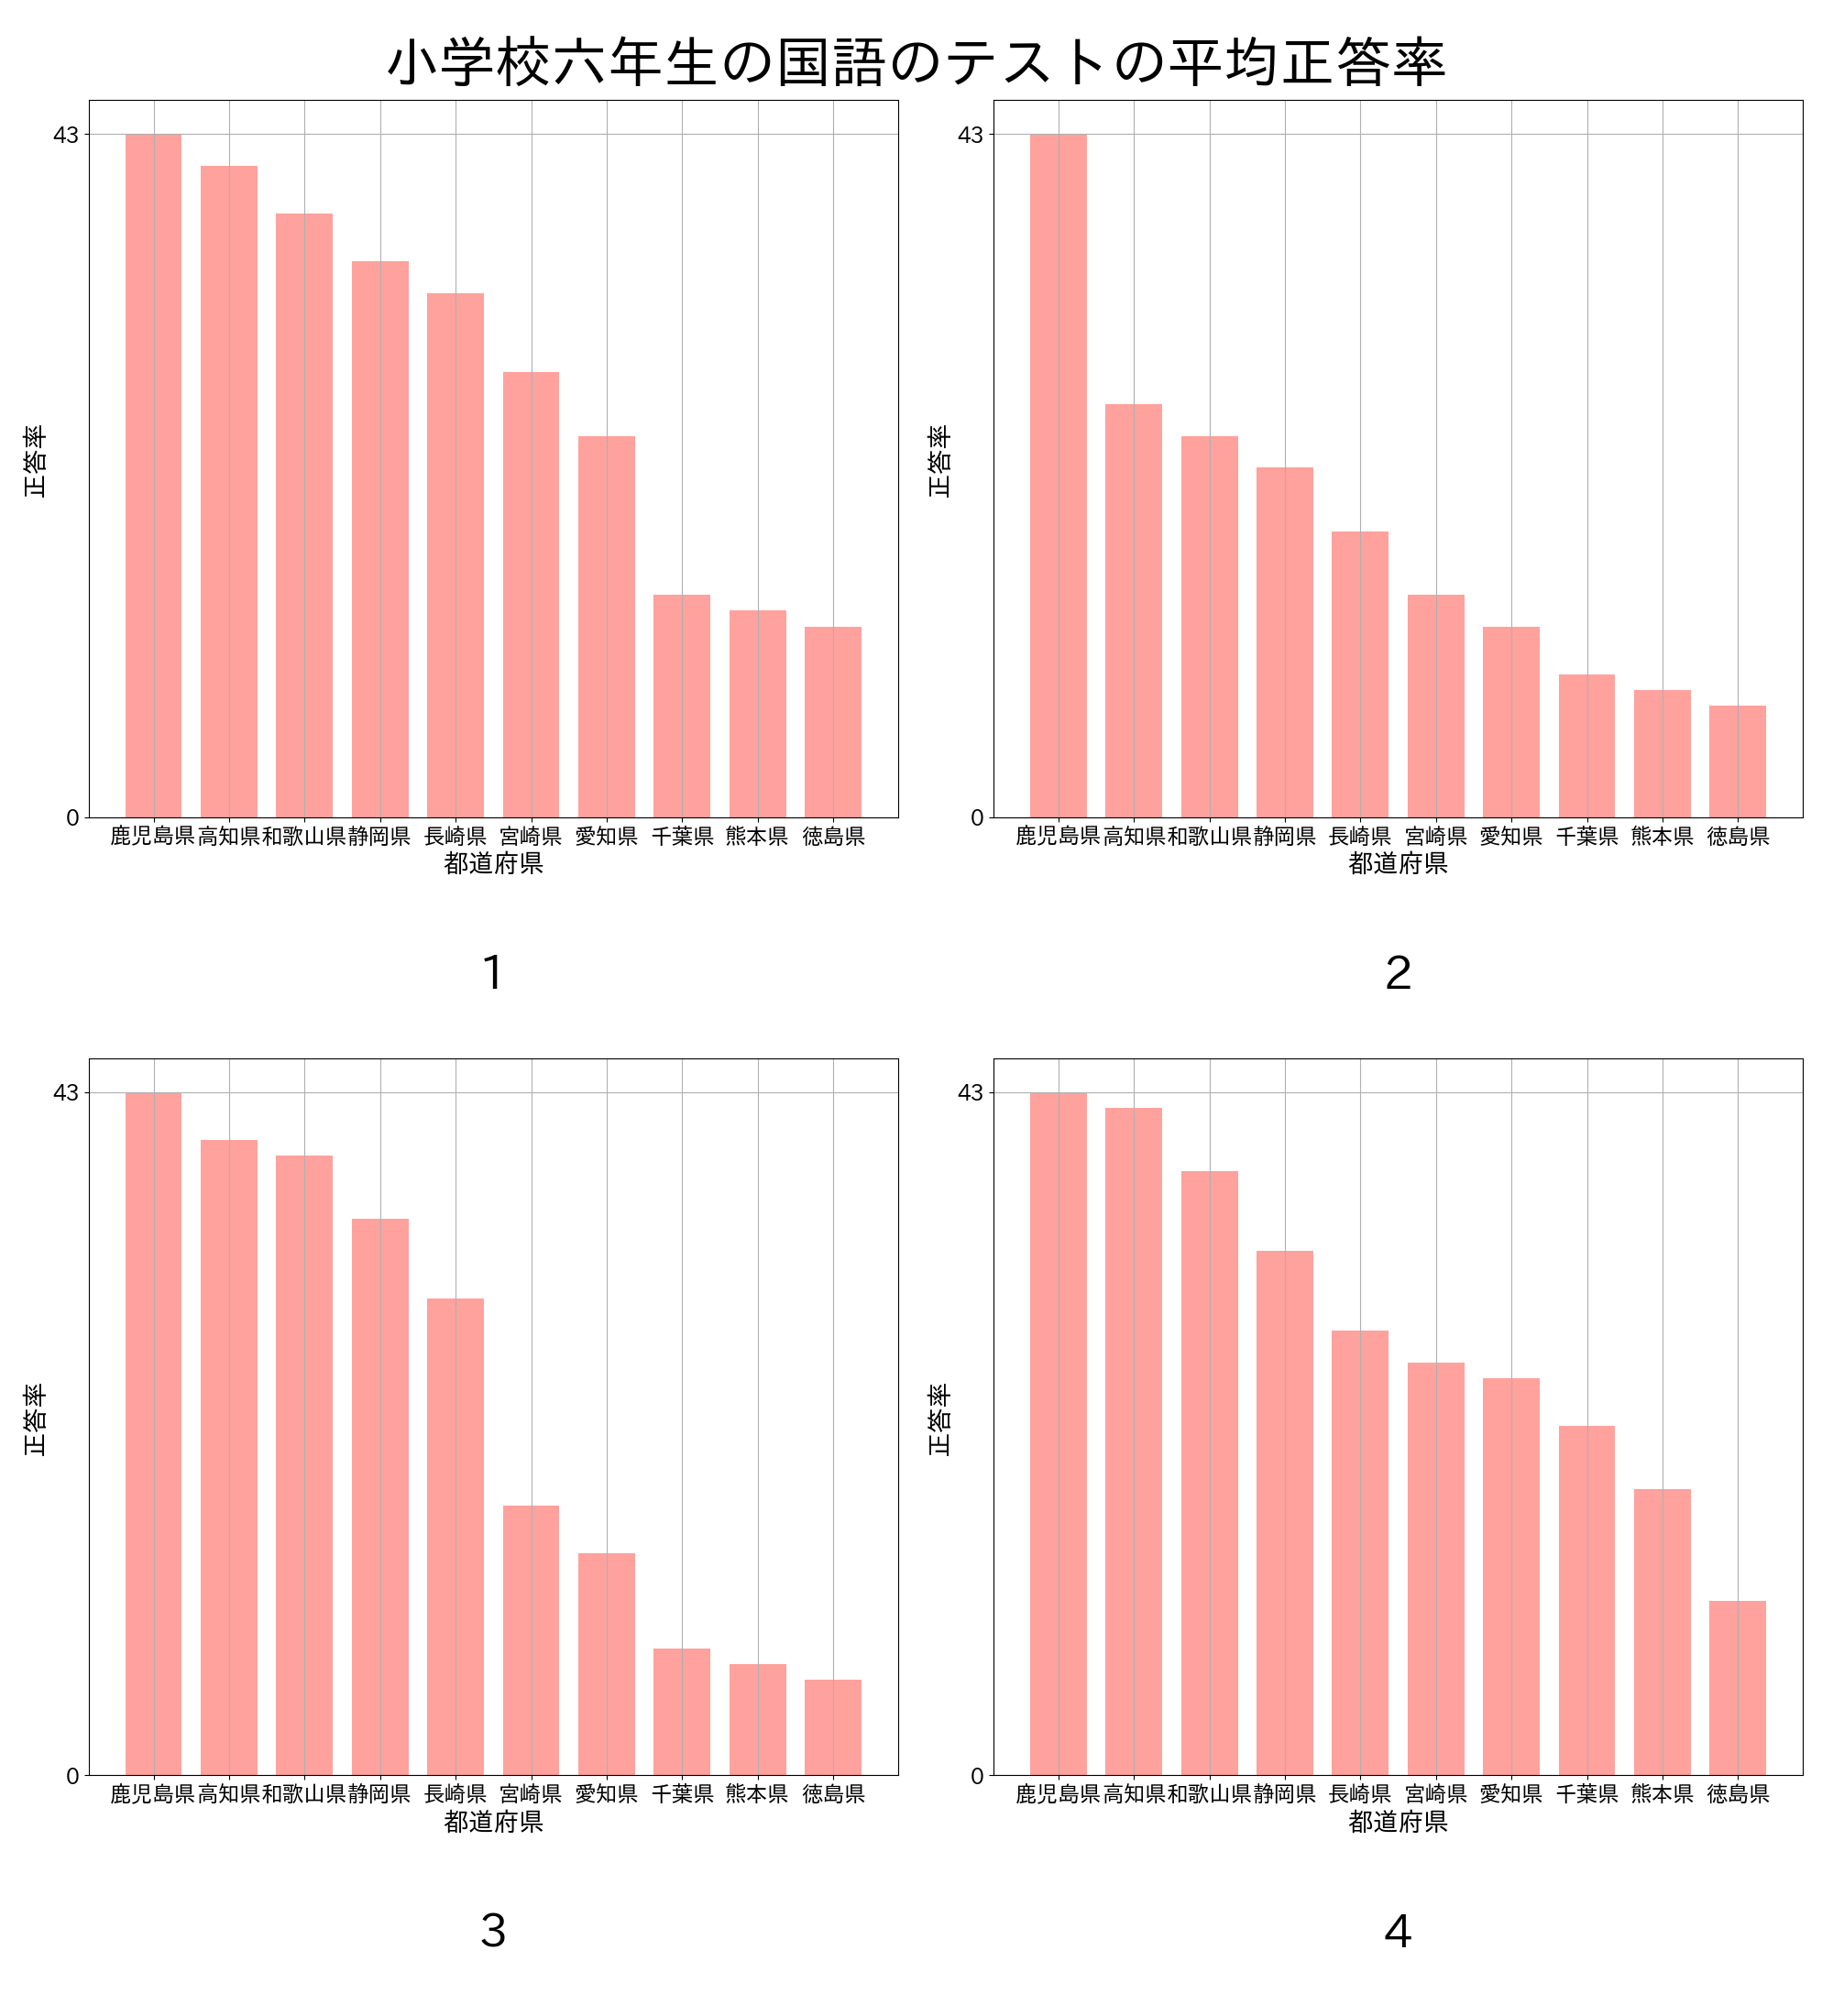 小学校六年生の国語のテストの平均正答率
43
0
正答率
鹿児島県 高知県 和歌山県 静岡県 長崎県 宮崎県 愛知県 千葉県 熊本県 徳島県
都道府県
1
43
0
正答率
鹿児島県 高知県 和歌山県 静岡県 長崎県 宮崎県 愛知県 千葉県 熊本県 徳島県
都道府県
2
43
0
正答率
鹿児島県 高知県 和歌山県 静岡県 長崎県 宮崎県 愛知県 千葉県 熊本県 徳島県
都道府県
3
43
0
正答率
鹿児島県 高知県 和歌山県 静岡県 長崎県 宮崎県 愛知県 千葉県 熊本県 徳島県
都道府県
4